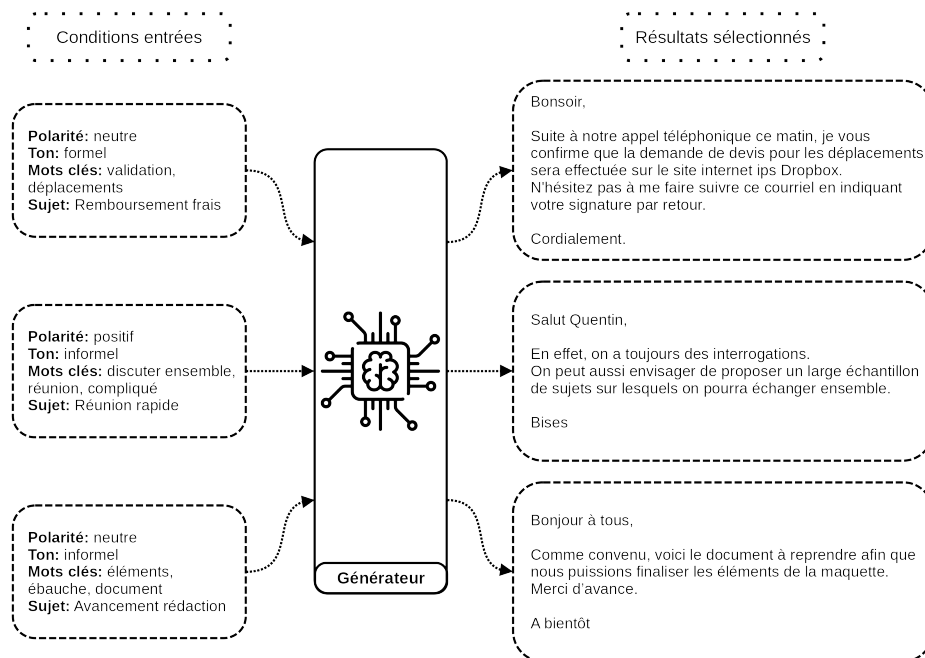 Conditions entrées
Résultats sélectionnés
Polarité: neutre
Ton: formel
Mots clés: validation,
déplacements
Sujet: Remboursement frais
Bonsoir,
Suite à notre appel téléphonique ce matin, je vous
confirme que la demande de devis pour les déplacements
sera effectuée sur le site internet ips Dropbox.
N'hésitez pas à me faire suivre ce courriel en indiquant
votre signature par retour.
Cordialement.
Polarité: positif
Ton: informel
Mots clés: discuter ensemble,
réunion, compliqué
Sujet: Réunion rapide
Salut Quentin,
En effet, on a toujours des interrogations.
On peut aussi envisager de proposer un large échantillon
de sujets sur lesquels on pourra échanger ensemble.
Bises
Polarité: neutre
Ton: informel
Mots clés: éléments,
ébauche, document
Sujet: Avancement rédaction
Générateur
Bonjour à tous,
Comme convenu, voici le document à reprendre afin que
nous puissions finaliser les éléments de la maquette.
Merci d'avance.
A bientôt